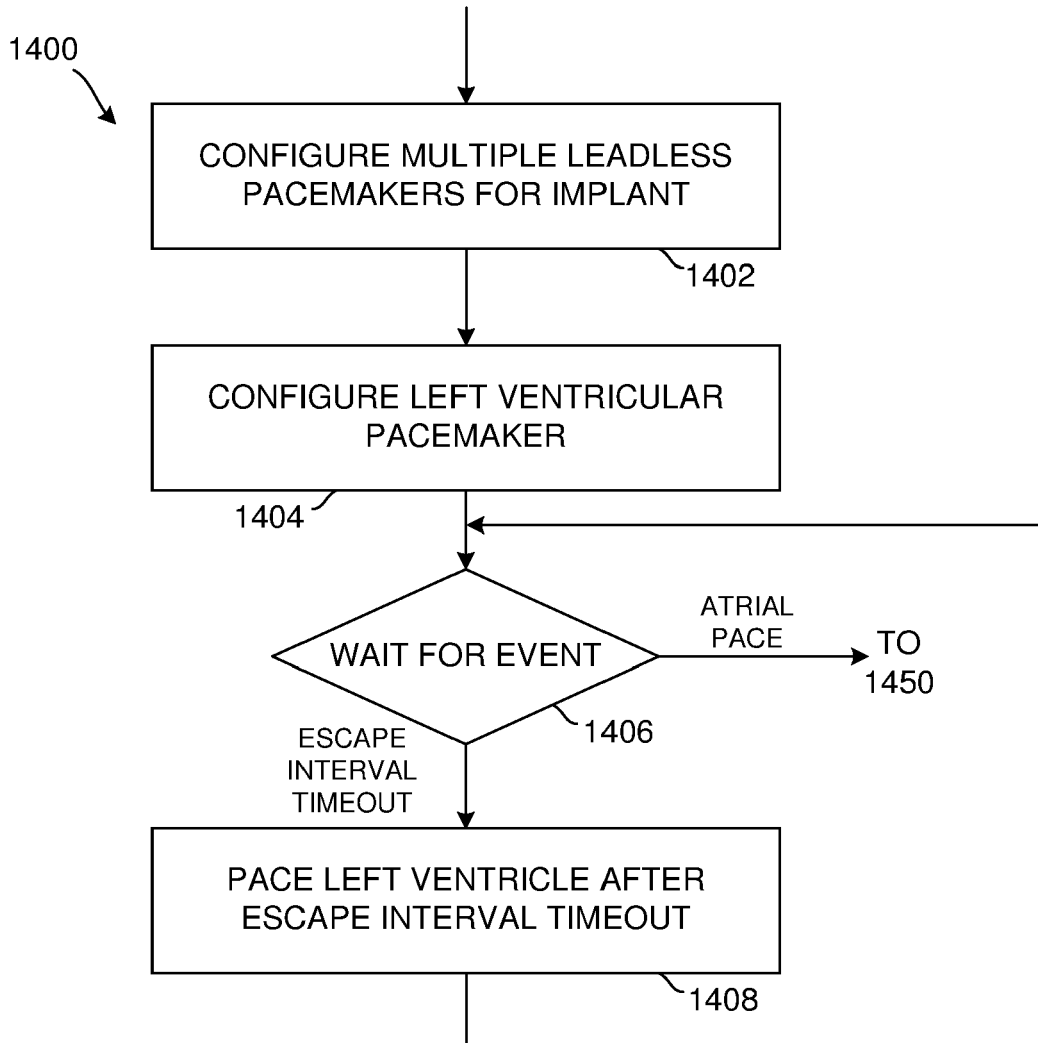 1400
CONFIGURE MULTIPLE LEADLESS
PACEMAKERS FOR IMPLANT
1402
CONFIGURE LEFT VENTRICULAR
PACEMAKER
1404
WAIT FOR EVENT
ATRIAL
PACE
TO
1450
1406
ESCAPE
INTERVAL
TIMEOUT
PACE LEFT VENTRICLE AFTER
ESCAPE INTERVAL TIMEOUT
1408